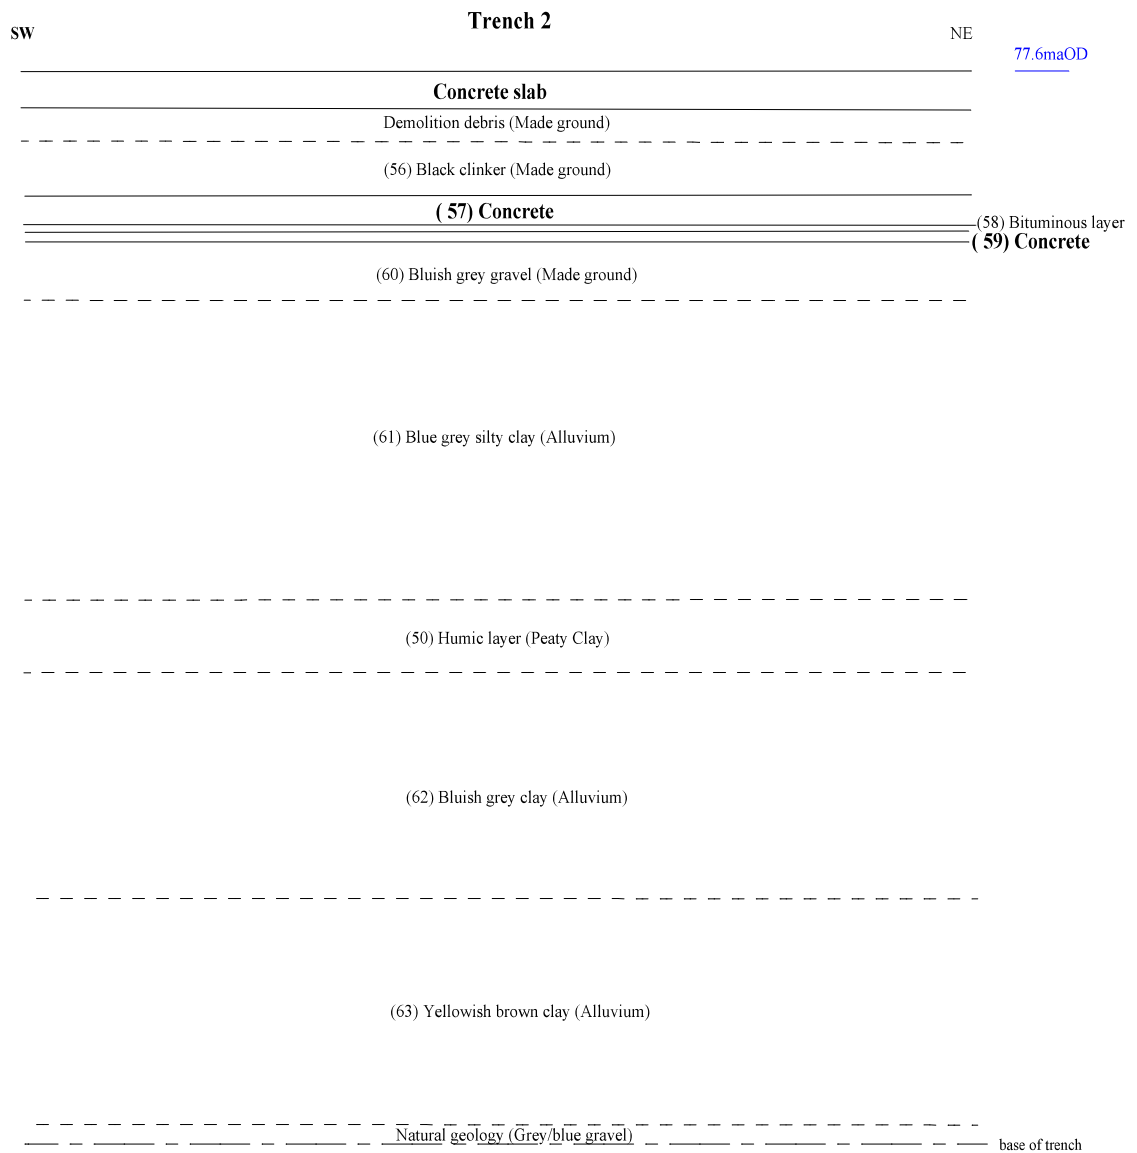 Trench 2
SW
NE
77.6maOD
Concrete slab
Demolition debris (Made ground)
(56) Black clinker (Made ground)
( 57) Concrete
(58) Bituminous layer
( 59) Concrete
(60) Bluish grey gravel (Made ground)
(61) Blue grey silty clay (Alluvium)
(50) Humic layer (Peaty Clay)
(62) Bluish grey clay (Alluvium)
(63) Yellowish brown clay (Alluvium)
Natural geology (Grey/blue gravel)
base of trench